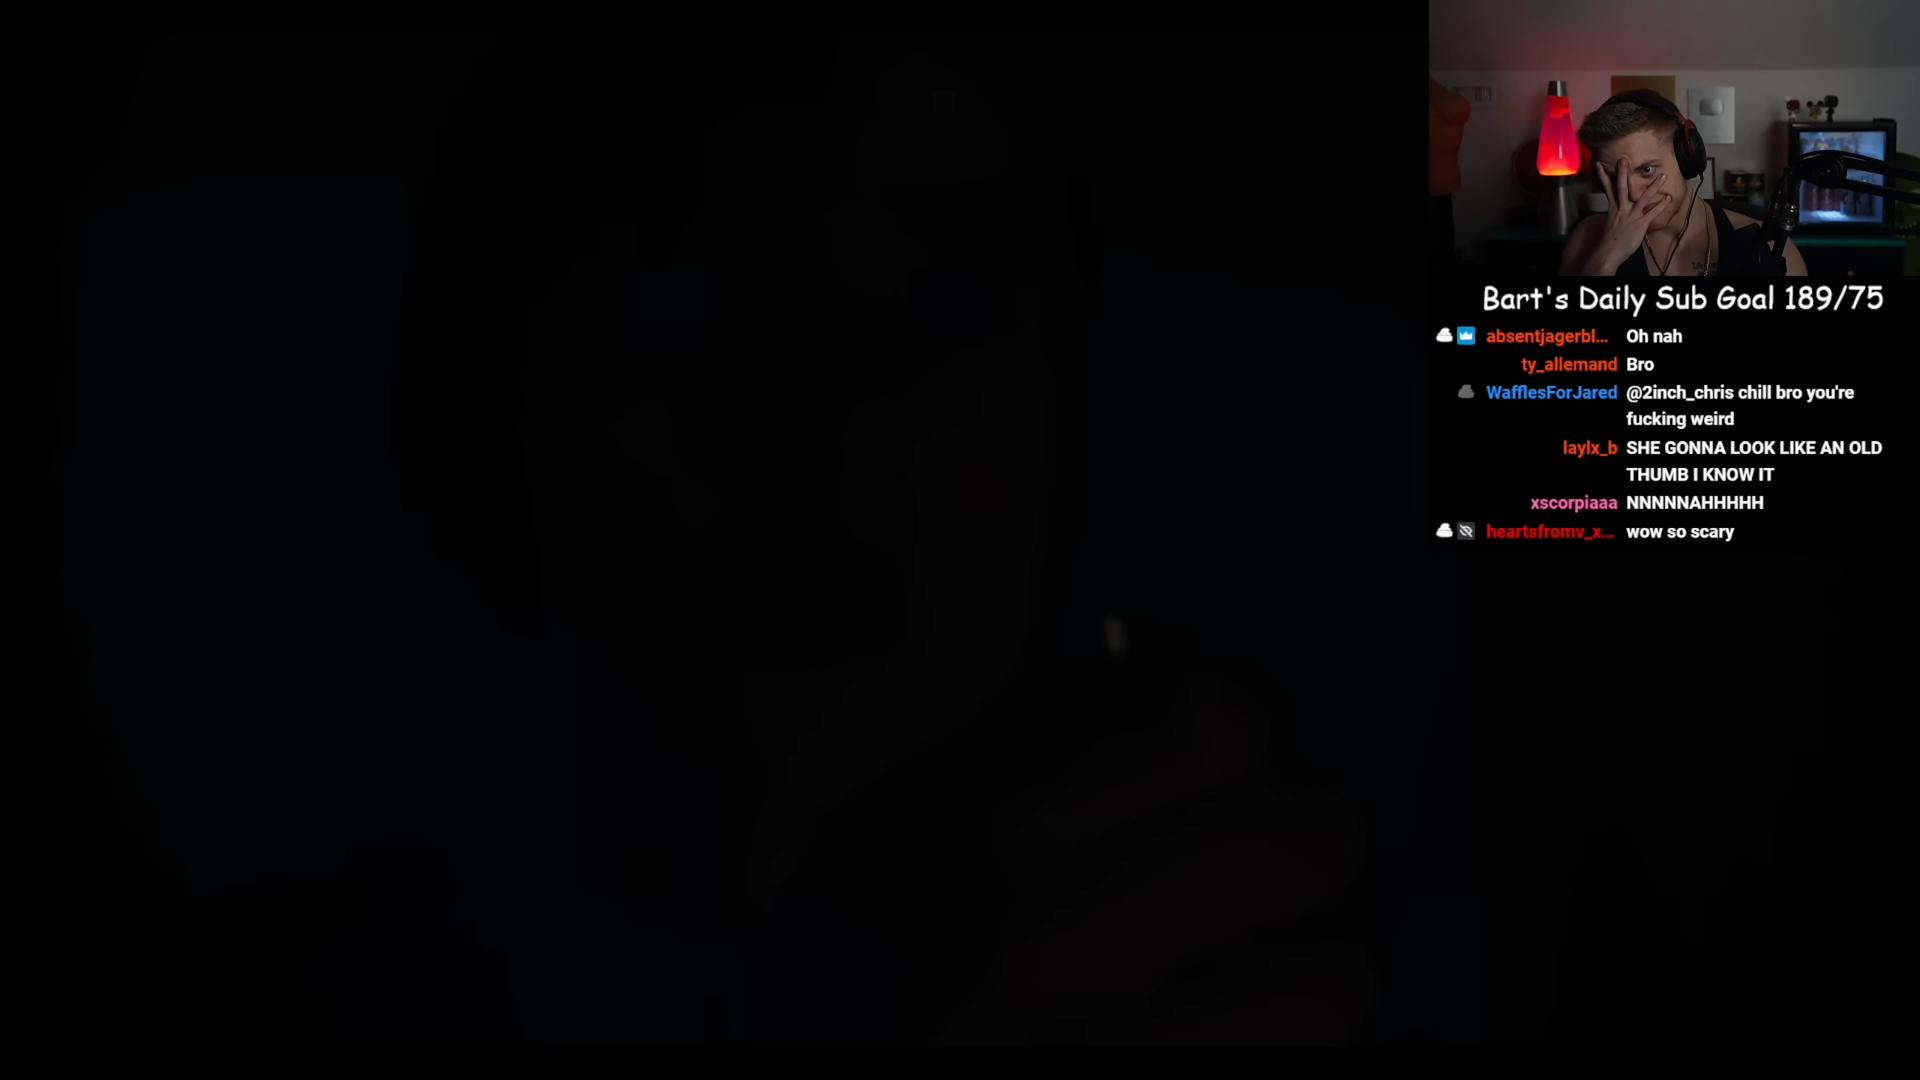 Bart's Daily Sub Goal 189/75
absentjagerbl... Oh nah
ty_allemand Bro
WafflesForJared @2inch_chris chill bro you're
fucking weird
laylx_b SHE GONNA LOOK LIKE AN OLD
THUMB I KNOW IT
xscorpiaaa NNNNNAHHHHH
heartsfromv_x... wow so scary